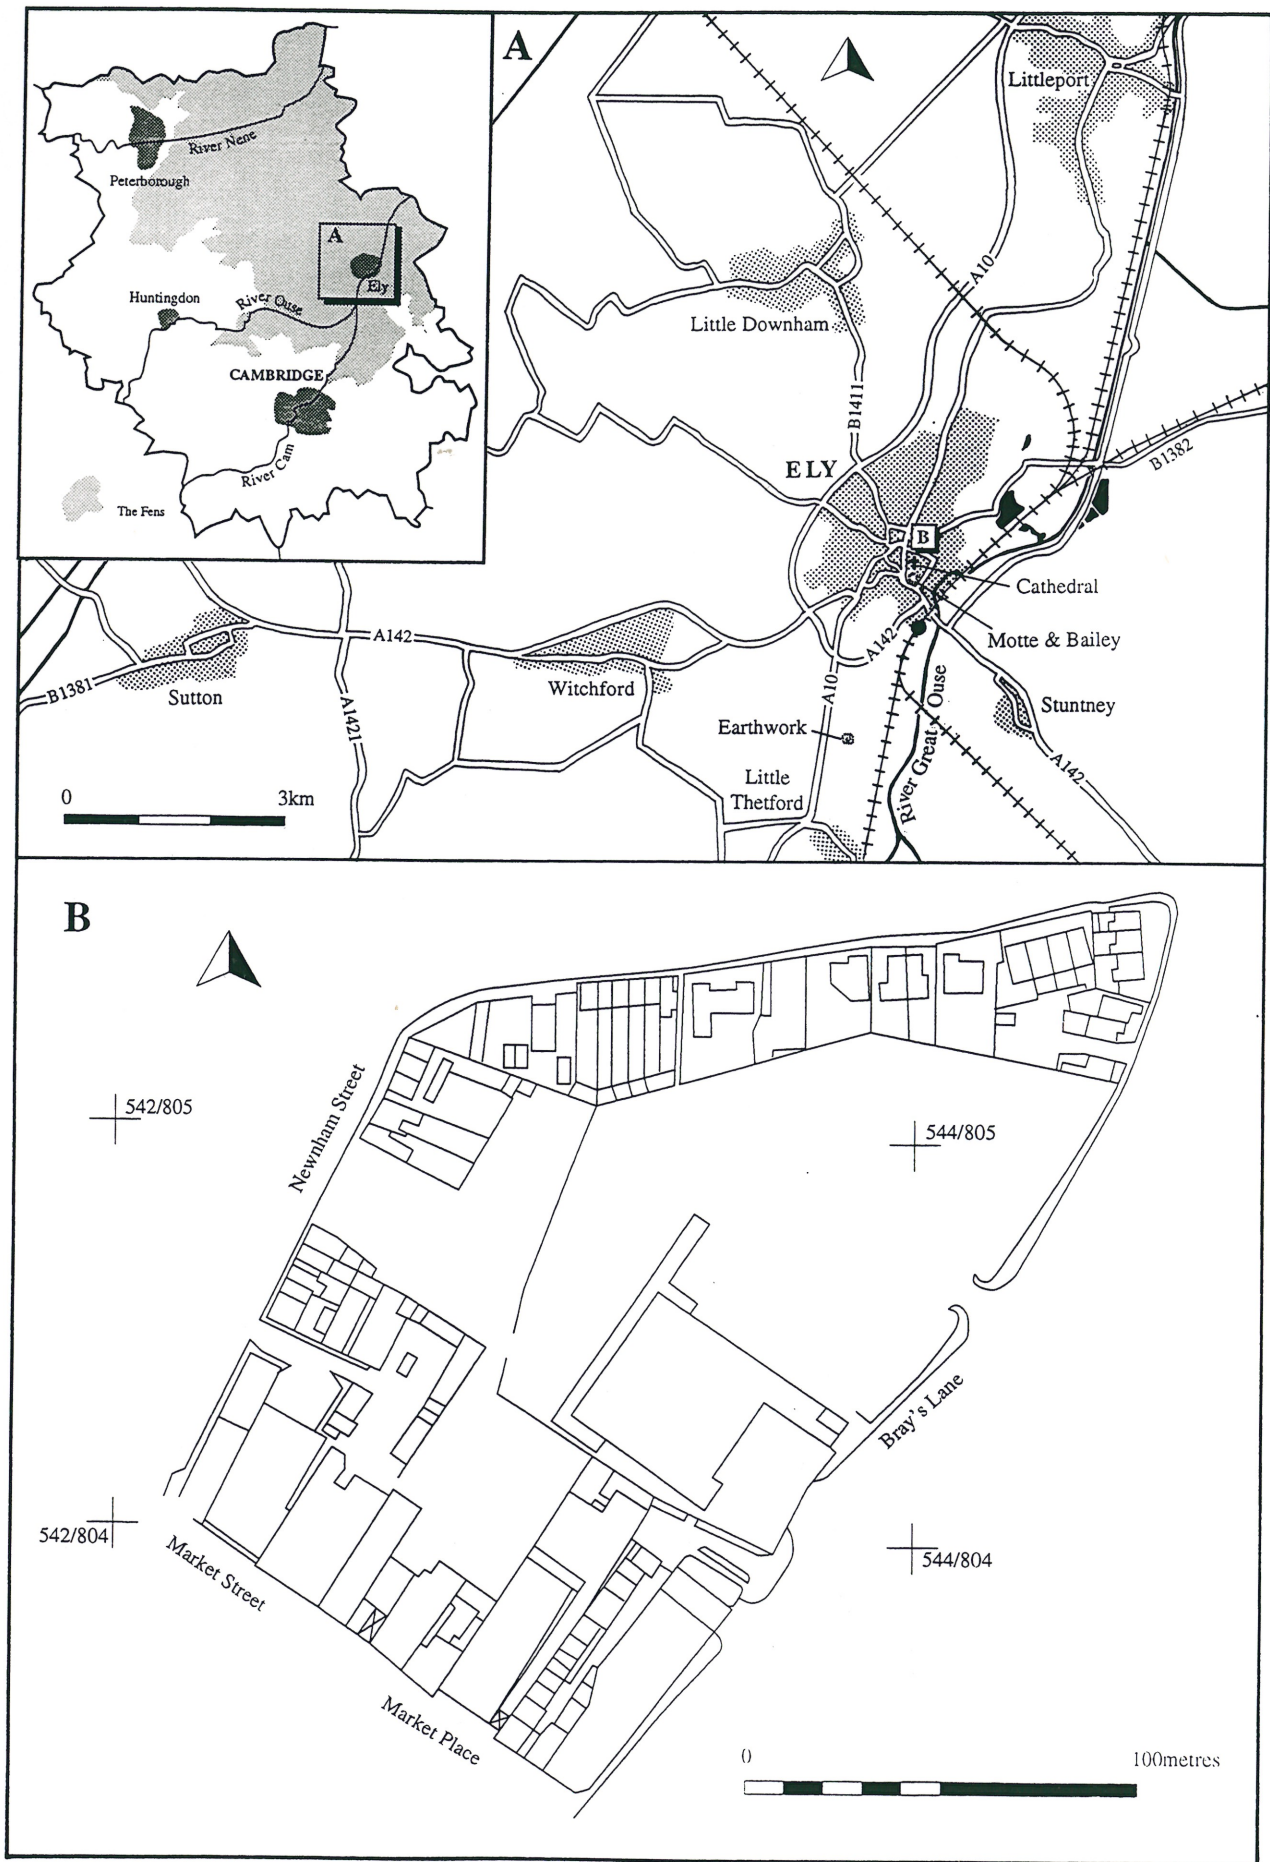 River Nene
Peterborough
A
Ely
Huntingdon
River Ouse
CAMBRIDGE
River Cam
The Fens
A
Littleport
A10
Little Downham
B1411
ELY
B1382
B
Cathedral
Motte & Bailey
A142
A142
B1381
Sutton
A1421
Witchford
A10
Stuntney
Earthwork
River Great Ouse
A142
Little
Thetford
0 3km
B
Newnham Street
542/805
544/805
Bray's Lane
542/804
544/804
Market Street
Market Place
0 100metres